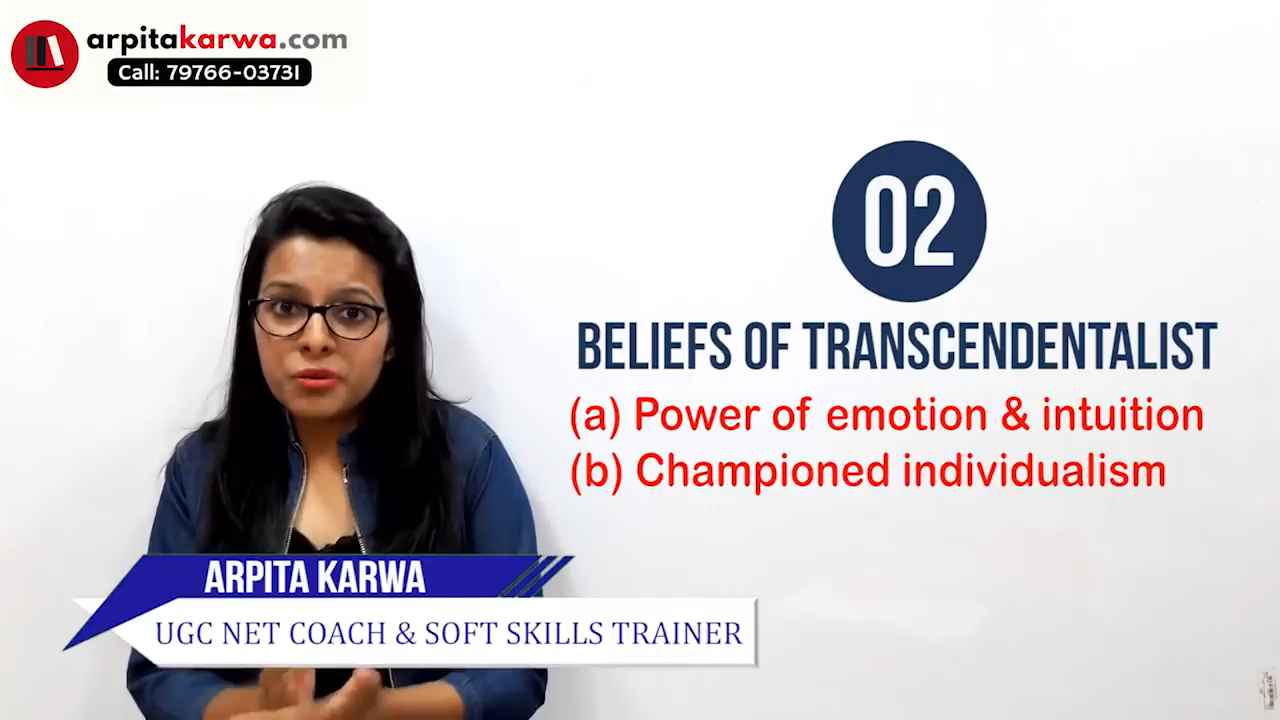 arpitakarwa.com
Call: 79766-03731
02
BELIEFS OF TRANSCENDENTALIST
(a) Power of emotion & intuition
(b) Championed individualism
ARPITA KARWA
UGC NET COACH & SOFT SKILLS TRAINER